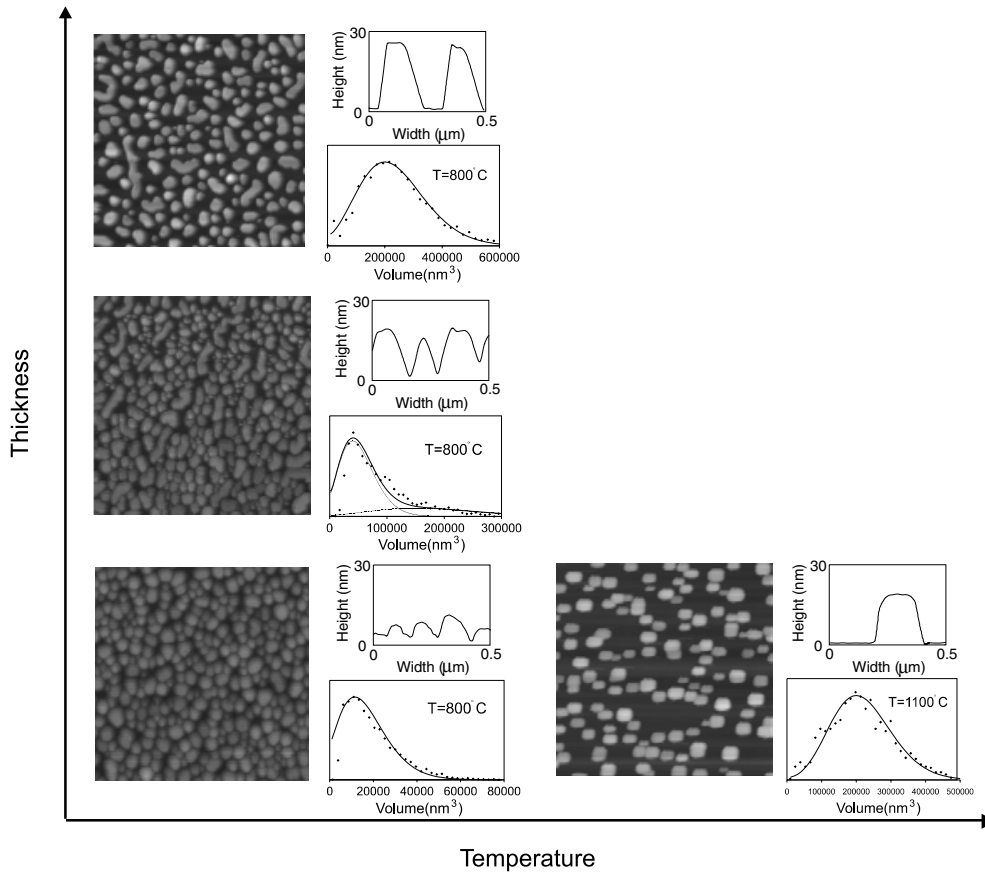 Thickness
Height (nm)
30
0
0
0.5
Width (µm)
T=800°C
0
200000
400000
600000
Volume(nm³)
Height (nm)
30
0
0
0.5
Width (µm)
T=800°C
0
100000
200000
300000
Volume(nm³)
Height (nm)
30
0
0
0.5
Width (µm)
T=800°C
0
20000
40000
60000
80000
Volume(nm³)
Height (nm)
30
0
0
0.5
Width (µm)
T=1100°C
0
100000
200000
300000
400000
500000
Volume(nm³)
Temperature